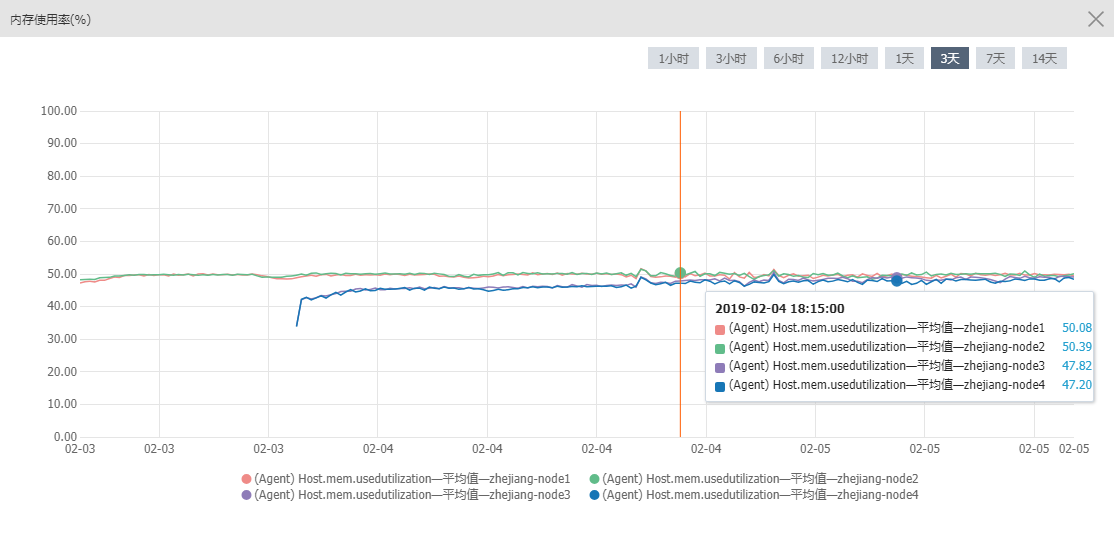 内存使用率(%)
1小时 3小时 6小时 12小时 1天 3天 7天 14天
100.00
90.00
80.00
70.00
60.00
50.00
40.00
30.00
20.00
10.00
0.00
2019-02-04 18:15:00
(Agent) Host.mem.usedutilization—平均值—zhejiang-node1 50.08
(Agent) Host.mem.usedutilization—平均值—zhejiang-node2 50.39
(Agent) Host.mem.usedutilization—平均值—zhejiang-node3 47.82
(Agent) Host.mem.usedutilization—平均值—zhejiang-node4 47.20
02-03 02-03 02-03 02-04 02-04 02-04 02-04 02-05 02-05 02-05 02-05
(Agent) Host.mem.usedutilization—平均值—zhejiang-node1 (Agent) Host.mem.usedutilization—平均值—zhejiang-node2
(Agent) Host.mem.usedutilization—平均值—zhejiang-node3 (Agent) Host.mem.usedutilization—平均值—zhejiang-node4